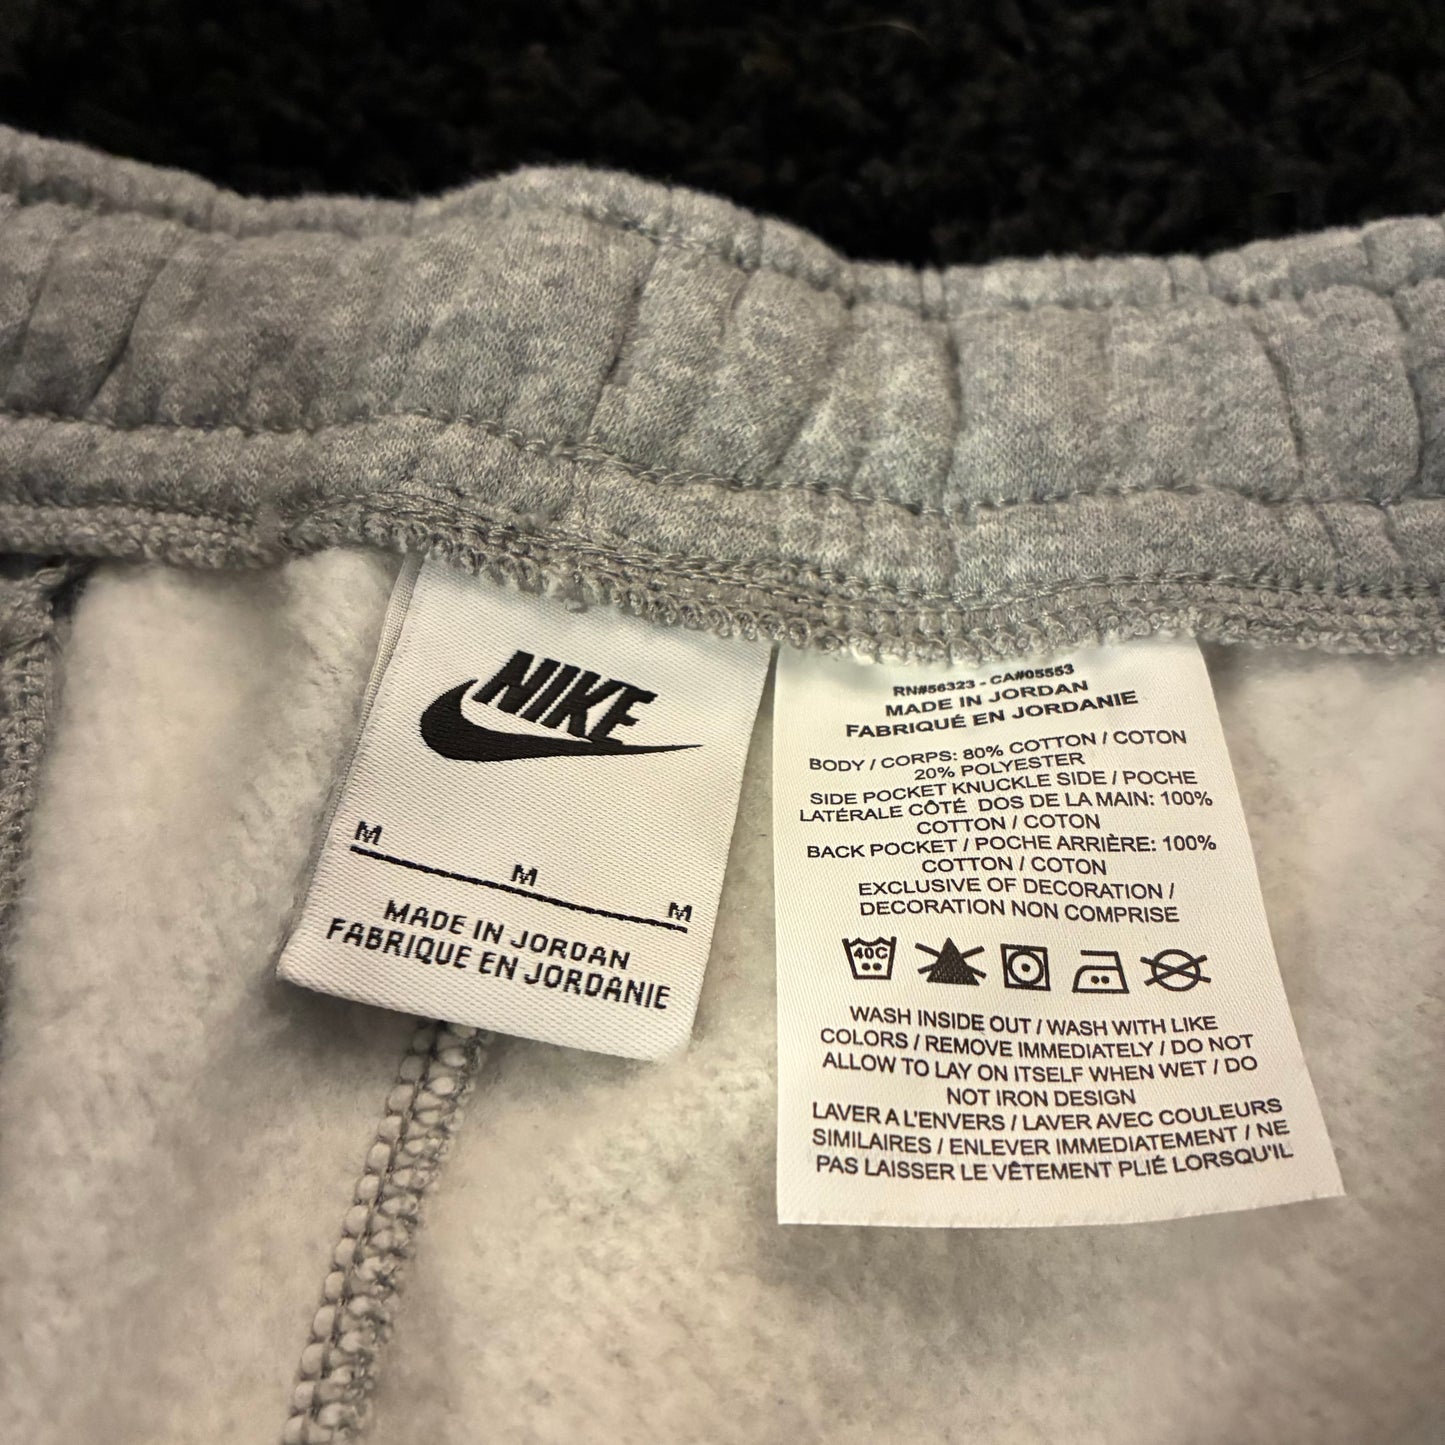 NIKE
M
M
M
MADE IN JORDAN
FABRIQUE EN JORDANIE
RN#56323 - CA#05553
MADE IN JORDAN
FABRIQUÉ EN JORDANIE
BODY / CORPS: 80% COTTON / COTON
20% POLYESTER
SIDE POCKET KNUCKLE SIDE / POCHE
LATÉRALE CÔTÉ DOS DE LA MAIN: 100%
COTTON / COTON
BACK POCKET / POCHE ARRIÈRE: 100%
COTTON / COTON
EXCLUSIVE OF DECORATION /
DECORATION NON COMPRISE
40C
WASH INSIDE OUT / WASH WITH LIKE
COLORS / REMOVE IMMEDIATELY / DO NOT
ALLOW TO LAY ON ITSELF WHEN WET / DO
NOT IRON DESIGN
LAVER A L'ENVERS / LAVER AVEC COULEURS
SIMILAIRES / ENLEVER IMMEDIATEMENT / NE
PAS LAISSER LE VÊTEMENT PLIÉ LORSQU'IL